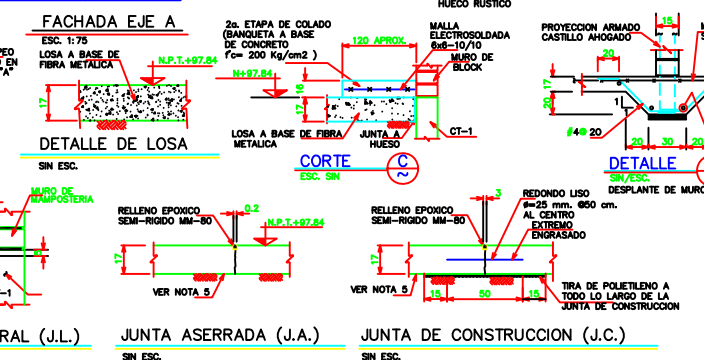 HUECO RUSTICO
FACHADA EJE A
ESC. 1:75
LOSA A BASE DE
FIBRA METALICA
N.P.T.+97.84
17
DETALLE DE LOSA
SIN ESC.
2a. ETAPA DE COLADO
(BANQUETA A BASE
DE CONCRETO
f'c= 200 Kg/cm2 )
120 APROX.
MALLA
ELECTROSOLDADA
6x6-10/10
MURO DE
BLOCK
N+97.84
16
17
LOSA A BASE DE FIBRA
METALICA
JUNTA A
HUESO
CT-1
CORTE
C
~
ESC. SIN
15
PROYECCION ARMADO
CASTILLO AHOGADO
20
17
20
1
#4@ 20
20
30
20
DETALLE
SIN/ESC.
DESPLANTE DE MURO
MURO DE
MAMPOSTERIA
RAL (J.L.)
RELLENO EPOXICO
SEMI-RIGIDO MM-80
0.2
N.P.T.+97.84
17
VER NOTA 5
JUNTA ASERRADA (J.A.)
SIN ESC.
RELLENO EPOXICO
SEMI-RIGIDO MM-80
3
REDONDO LISO
Ø=25 mm. @50 cm.
AL CENTRO
EXTREMO
ENGRASADO
17
VER NOTA 5
15
50
15
TIRA DE POLIETILENO A
TODO LO LARGO DE LA
JUNTA DE CONSTRUCCION
JUNTA DE CONSTRUCCION (J.C.)
SIN ESC.